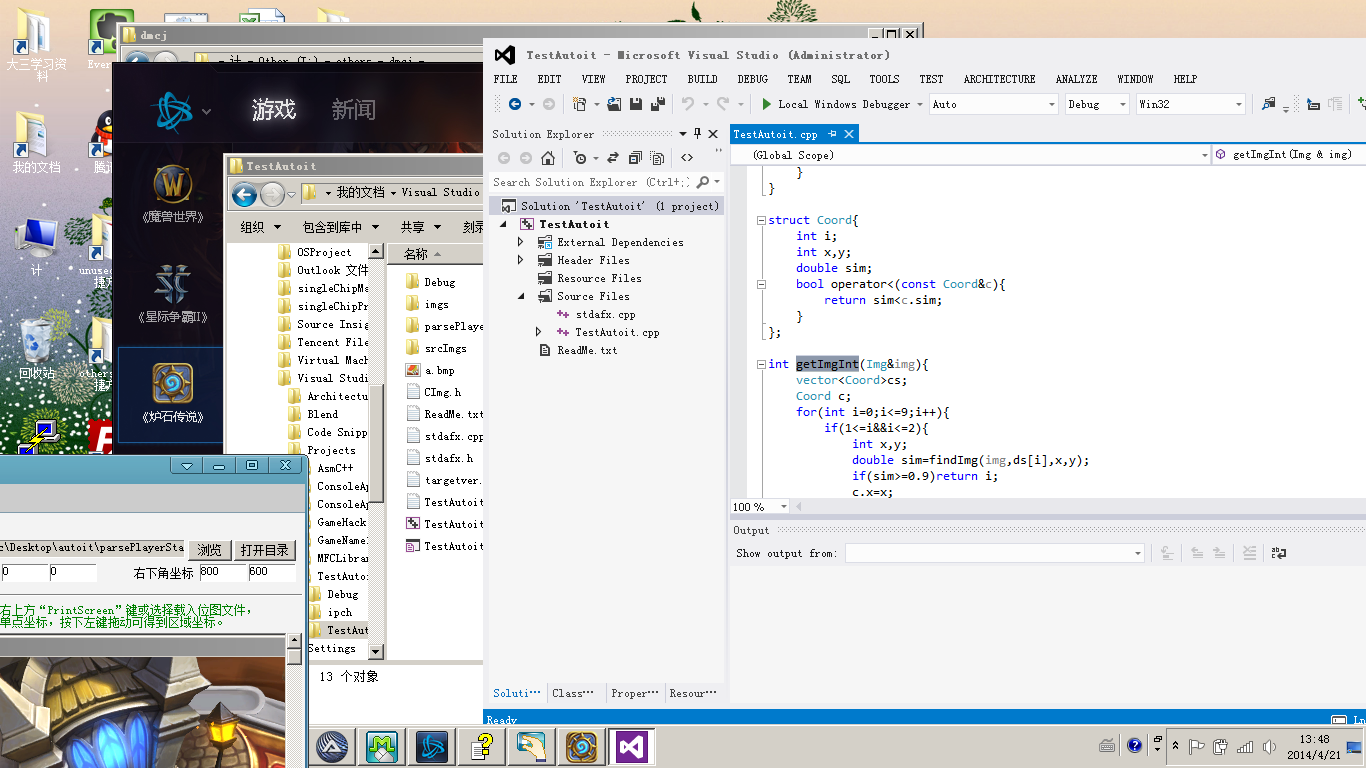 大三学习资
料
Ever
我的文档
腾讯
计
unused
捷方
回收站
others
捷方
dmcj
计
Other (I:)
others
dmcj
游戏
新闻
《魔兽世界》
《星际争霸II》
《炉石传说》
TestAutoit
我的文档
Visual Studio
组织
包含到库中
共享
刻录
OSProject
Outlook 文件
singleChipMe
singleChipPr
Source Insig
Tencent File
Virtual Mach
Visual Studi
Architectu
Blend
Code Snipp
Projects
AsmC++
ConsoleAp
ConsoleAp
GameHack
GameName
MFCLibrar
TestAutoi
Debug
ipch
TestAut
Settings
名称
Debug
imgs
parsePlayer
srcImgs
a.bmp
CImg.h
ReadMe.txt
stdafx.cpp
stdafx.h
targetver.
TestAutoit
TestAutoit
TestAutoit
13 个对象
c\Desktop\autoit\parsePlayerSta
浏览
打开目录
0
0
右下角坐标
800
600
右上方“PrintScreen”键或选择载入位图文件,
单点坐标, 按下左键拖动可得到区域坐标。
TestAutoit - Microsoft Visual Studio (Administrator)
FILE EDIT VIEW PROJECT BUILD DEBUG TEAM SQL TOOLS TEST ARCHITECTURE ANALYZE WINDOW HELP
Local Windows Debugger
Auto
Debug
Win32
Solution Explorer
Search Solution Explorer (Ctrl+;)
Solution 'TestAutoit' (1 project)
TestAutoit
External Dependencies
Header Files
Resource Files
Source Files
stdafx.cpp
TestAutoit.cpp
ReadMe.txt
Soluti···
Class···
Proper···
Resour···
TestAutoit.cpp
(Global Scope)
getImgInt(Img & img)
}
}
struct Coord{
int i;
int x,y;
double sim;
bool operator<(const Coord&c){
return sim<c.sim;
}
};
int getImgInt(Img&img){
vector<Coord>cs;
Coord c;
for(int i=0;i<=9;i++){
if(1<=i&&i<=2){
int x,y;
double sim=findImg(img,ds[i],x,y);
if(sim>=0.9)return i;
c.x=x;
100 %
Output
Show output from:
Ready
Ln
13:48
2014/4/21